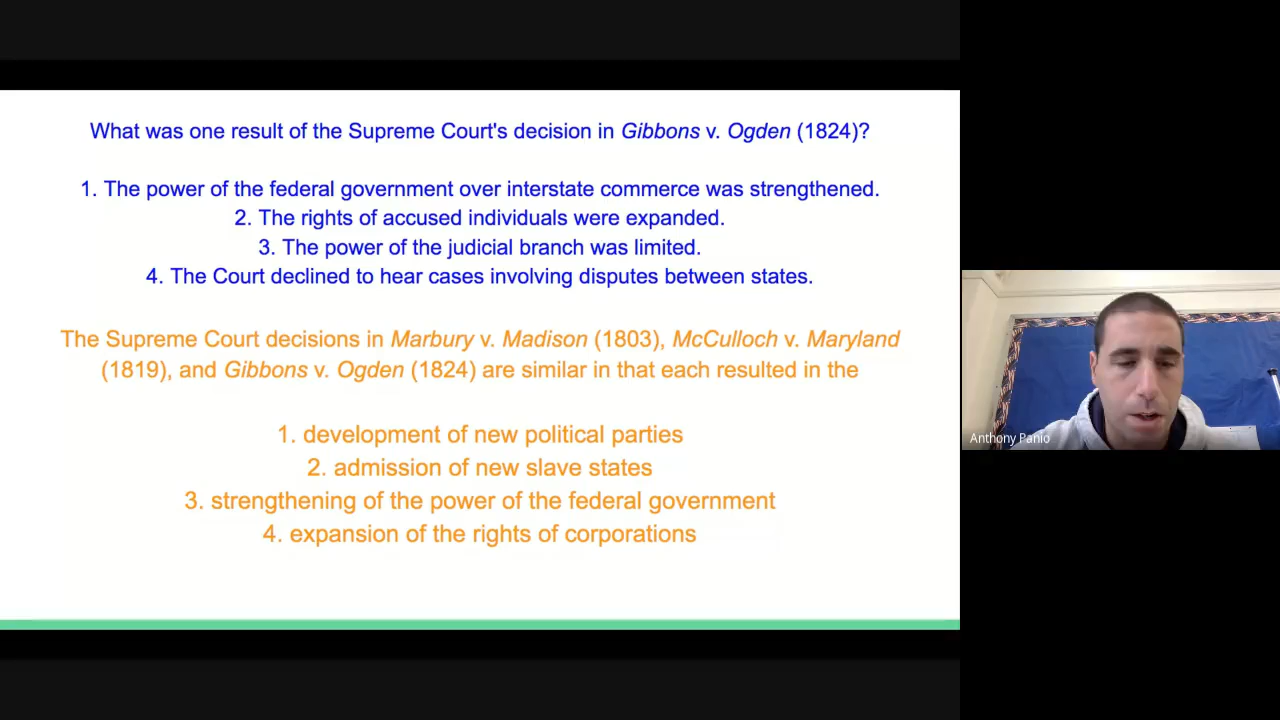 What was one result of the Supreme Court's decision in Gibbons v. Ogden (1824)?
1. The power of the federal government over interstate commerce was strengthened.
2. The rights of accused individuals were expanded.
3. The power of the judicial branch was limited.
4. The Court declined to hear cases involving disputes between states.
The Supreme Court decisions in Marbury v. Madison (1803), McCulloch v. Maryland
(1819), and Gibbons v. Ogden (1824) are similar in that each resulted in the
1. development of new political parties
2. admission of new slave states
3. strengthening of the power of the federal government
4. expansion of the rights of corporations
Anthony Panio